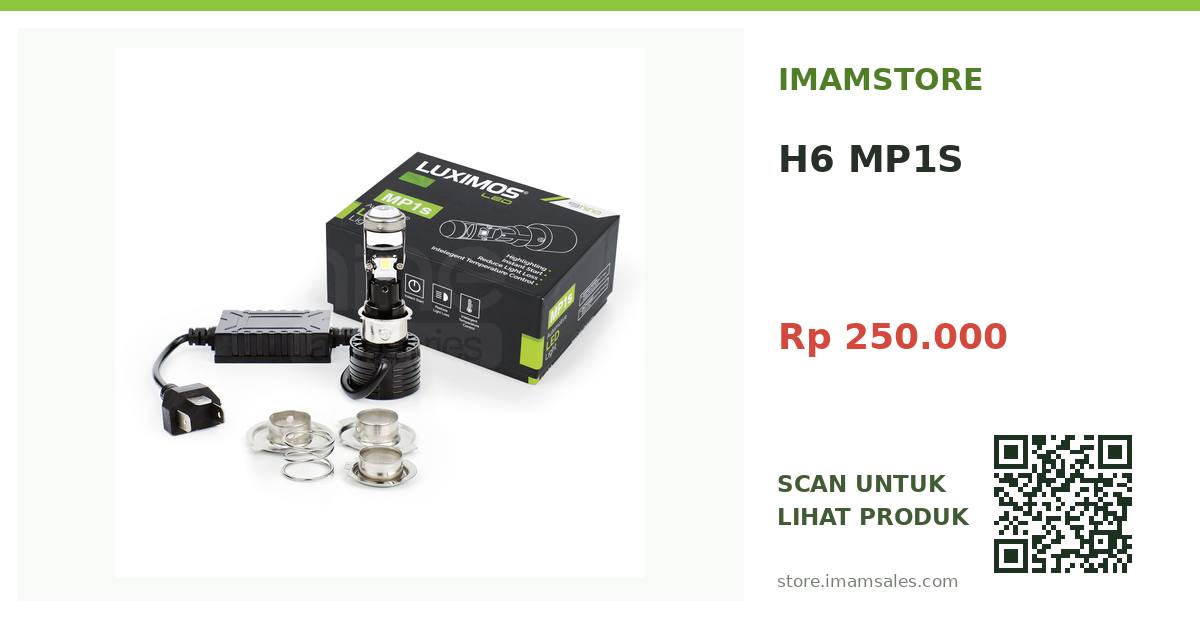 IMAMSTORE
H6 MP1S
Rp 250.000
SCAN UNTUK
LIHAT PRODUK
store.imamsales.com
LUXIMOS
LED
MP1s
Highlighting
Instant Start
Reduce Light Loss
Intelegent Temperature Control
MP1s
LED
Light